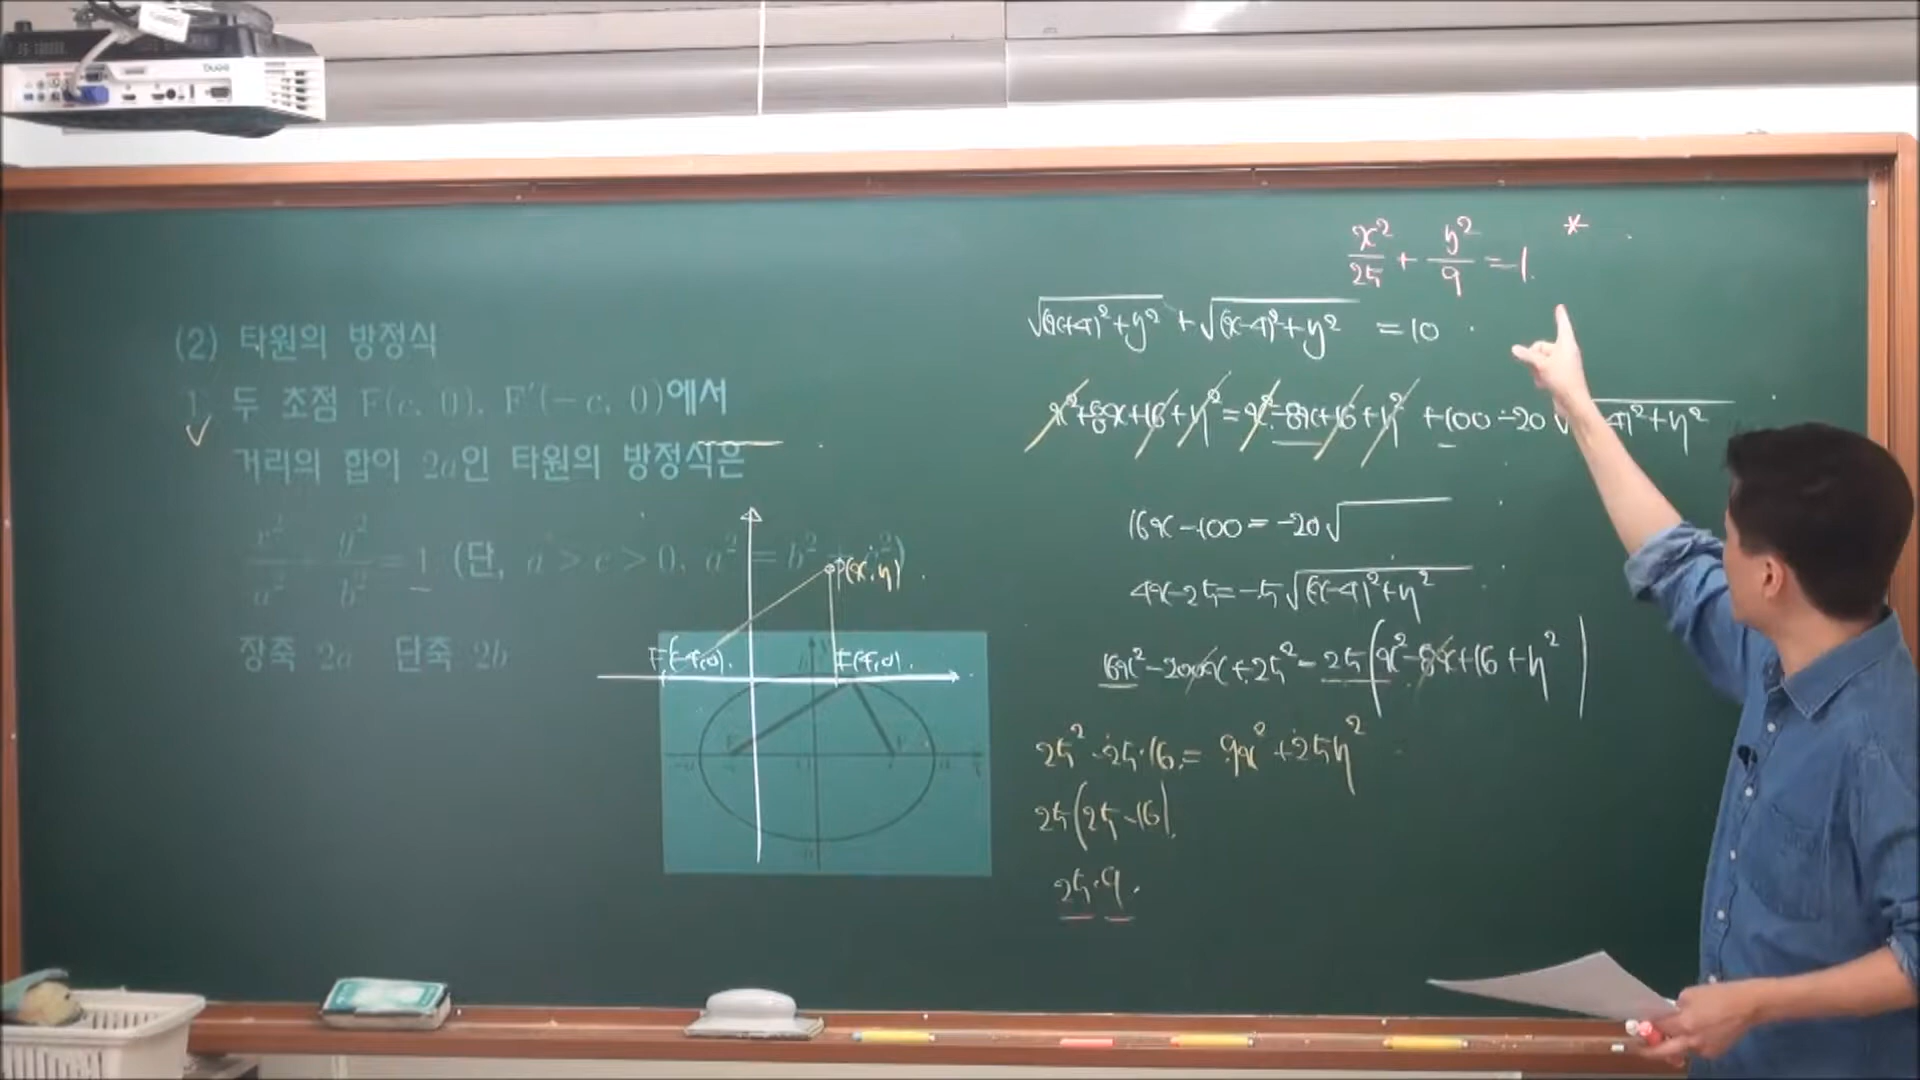 BenQ
(2) 타원의 방정식
1) 두 초점 F(c, 0), F′(−c, 0)에서
거리의 합이 2a인 타원의 방정식은
x²/a² + y²/b² = 1 (단, a > c > 0, a² = b² + c²)
장축 2a 단축 2b
P(x, y)
F′(-4,0).
F(4,0).
x²/25 + y²/9 = 1. *
√((x+4)²+y²) + √((x-4)²+y²) = 10
x²+8x+16+y² = x²-8x+16+y² +100-20√((x-4)²+y²)
16x-100=-20√
4x-25=-5√((x-4)²+y²)
16x²-200x+25²=25(x²-8x+16+y²)
25²-25·16=9x²+25y²
25(25-16).
25·9.